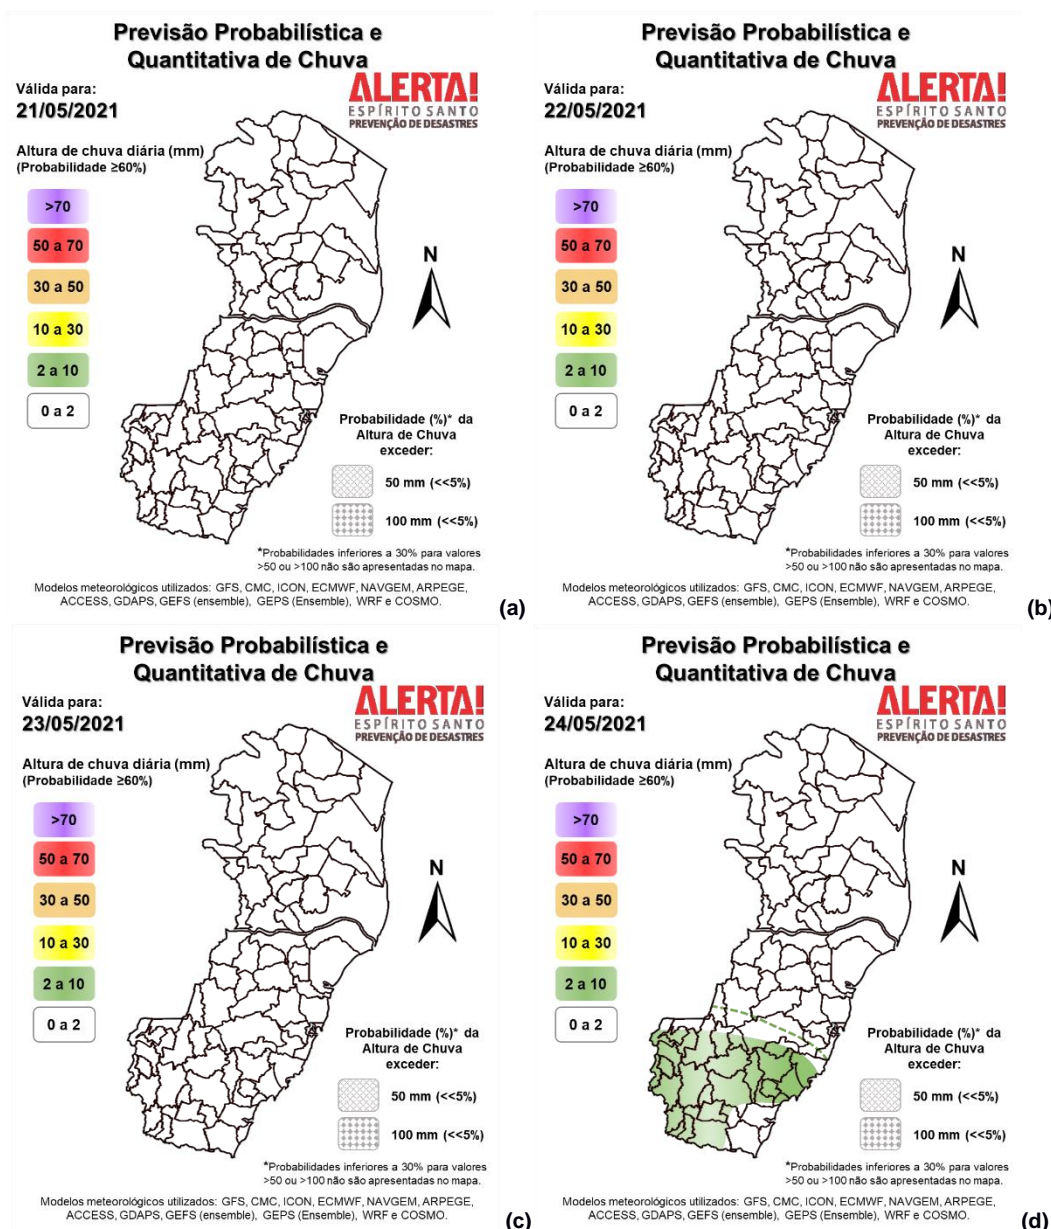 Previsão Probabilística e
Quantitativa de Chuva
Válida para:
21/05/2021
ALERTA!
ESPÍRITO SANTO
PREVENÇÃO DE DESASTRES
Altura de chuva diária (mm)
(Probabilidade ≥60%)
>70
50 a 70
30 a 50
10 a 30
2 a 10
0 a 2
N
Probabilidade (%)* da
Altura de Chuva
exceder:
50 mm (<<5%)
100 mm (<<5%)
*Probabilidades inferiores a 30% para valores
>50 ou >100 não são apresentadas no mapa.
Modelos meteorológicos utilizados: GFS, CMC, ICON, ECMWF, NAVGEM, ARPEGE,
ACCESS, GDAPS, GEFS (ensemble), GEPS (Ensemble), WRF e COSMO.
(a)
Previsão Probabilística e
Quantitativa de Chuva
Válida para:
22/05/2021
ALERTA!
ESPÍRITO SANTO
PREVENÇÃO DE DESASTRES
Altura de chuva diária (mm)
(Probabilidade ≥60%)
>70
50 a 70
30 a 50
10 a 30
2 a 10
0 a 2
N
Probabilidade (%)* da
Altura de Chuva
exceder:
50 mm (<<5%)
100 mm (<<5%)
*Probabilidades inferiores a 30% para valores
>50 ou >100 não são apresentadas no mapa.
Modelos meteorológicos utilizados: GFS, CMC, ICON, ECMWF, NAVGEM, ARPEGE,
ACCESS, GDAPS, GEFS (ensemble), GEPS (Ensemble), WRF e COSMO.
(b)
Previsão Probabilística e
Quantitativa de Chuva
Válida para:
23/05/2021
ALERTA!
ESPÍRITO SANTO
PREVENÇÃO DE DESASTRES
Altura de chuva diária (mm)
(Probabilidade ≥60%)
>70
50 a 70
30 a 50
10 a 30
2 a 10
0 a 2
N
Probabilidade (%)* da
Altura de Chuva
exceder:
50 mm (<<5%)
100 mm (<<5%)
*Probabilidades inferiores a 30% para valores
>50 ou >100 não são apresentadas no mapa.
Modelos meteorológicos utilizados: GFS, CMC, ICON, ECMWF, NAVGEM, ARPEGE,
ACCESS, GDAPS, GEFS (ensemble), GEPS (Ensemble), WRF e COSMO.
(c)
Previsão Probabilística e
Quantitativa de Chuva
Válida para:
24/05/2021
ALERTA!
ESPÍRITO SANTO
PREVENÇÃO DE DESASTRES
Altura de chuva diária (mm)
(Probabilidade ≥60%)
>70
50 a 70
30 a 50
10 a 30
2 a 10
0 a 2
N
Probabilidade (%)* da
Altura de Chuva
exceder:
50 mm (<<5%)
100 mm (<<5%)
*Probabilidades inferiores a 30% para valores
>50 ou >100 não são apresentadas no mapa.
Modelos meteorológicos utilizados: GFS, CMC, ICON, ECMWF, NAVGEM, ARPEGE,
ACCESS, GDAPS, GEFS (ensemble), GEPS (Ensemble), WRF e COSMO.
(d)